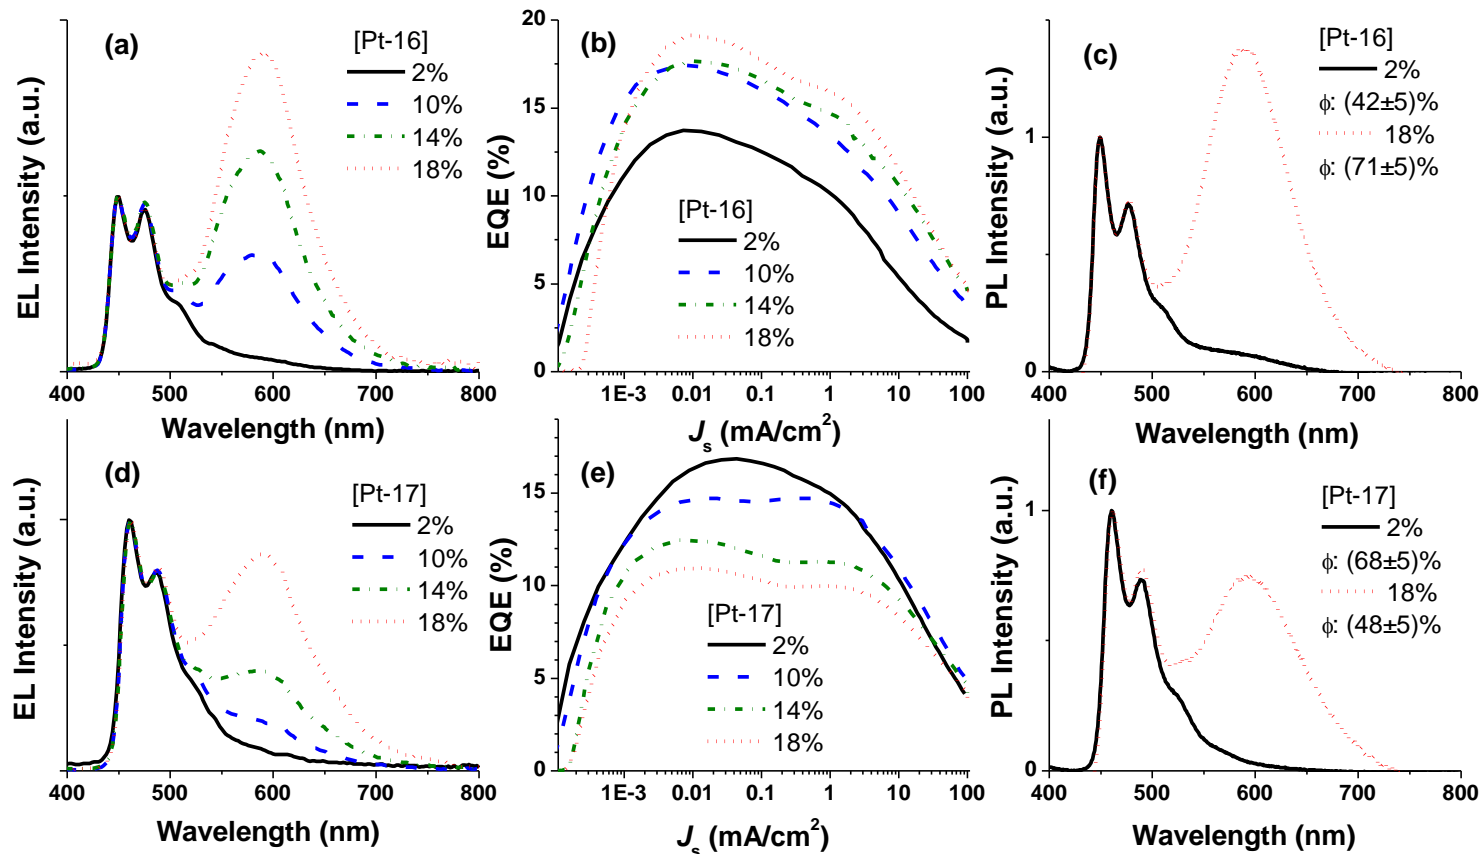 (a)
[Pt-16]
2%
10%
14%
18%
EL Intensity (a.u.)
400 500 600 700 800
Wavelength (nm)
(b)
20
15
10
5
0
EQE (%)
[Pt-16]
2%
10%
14%
18%
1E-3 0.01 0.1 1 10 100
Js (mA/cm²)
(c)
[Pt-16]
2%
ϕ: (42±5)%
18%
ϕ: (71±5)%
PL Intensity (a.u.)
1
400 500 600 700 800
Wavelength (nm)
(d)
[Pt-17]
2%
10%
14%
18%
EL Intensity (a.u.)
400 500 600 700 800
Wavelength (nm)
(e)
15
10
5
0
EQE (%)
[Pt-17]
2%
10%
14%
18%
1E-3 0.01 0.1 1 10 100
Js (mA/cm²)
(f)
[Pt-17]
2%
ϕ: (68±5)%
18%
ϕ: (48±5)%
PL Intensity (a.u.)
1
0
400 500 600 700 800
Wavelength (nm)